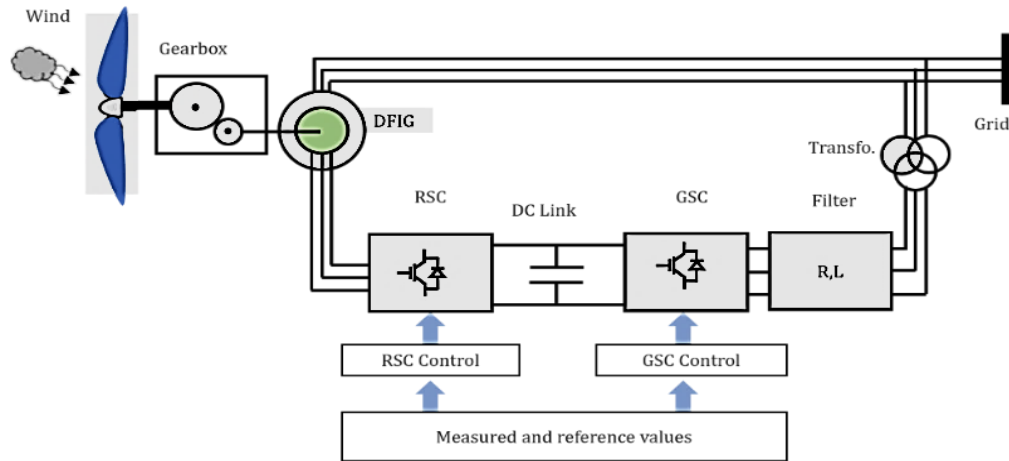 Wind
Gearbox
DFIG
Grid
Transfo.
RSC
DC Link
GSC
Filter
R,L
RSC Control
GSC Control
Measured and reference values